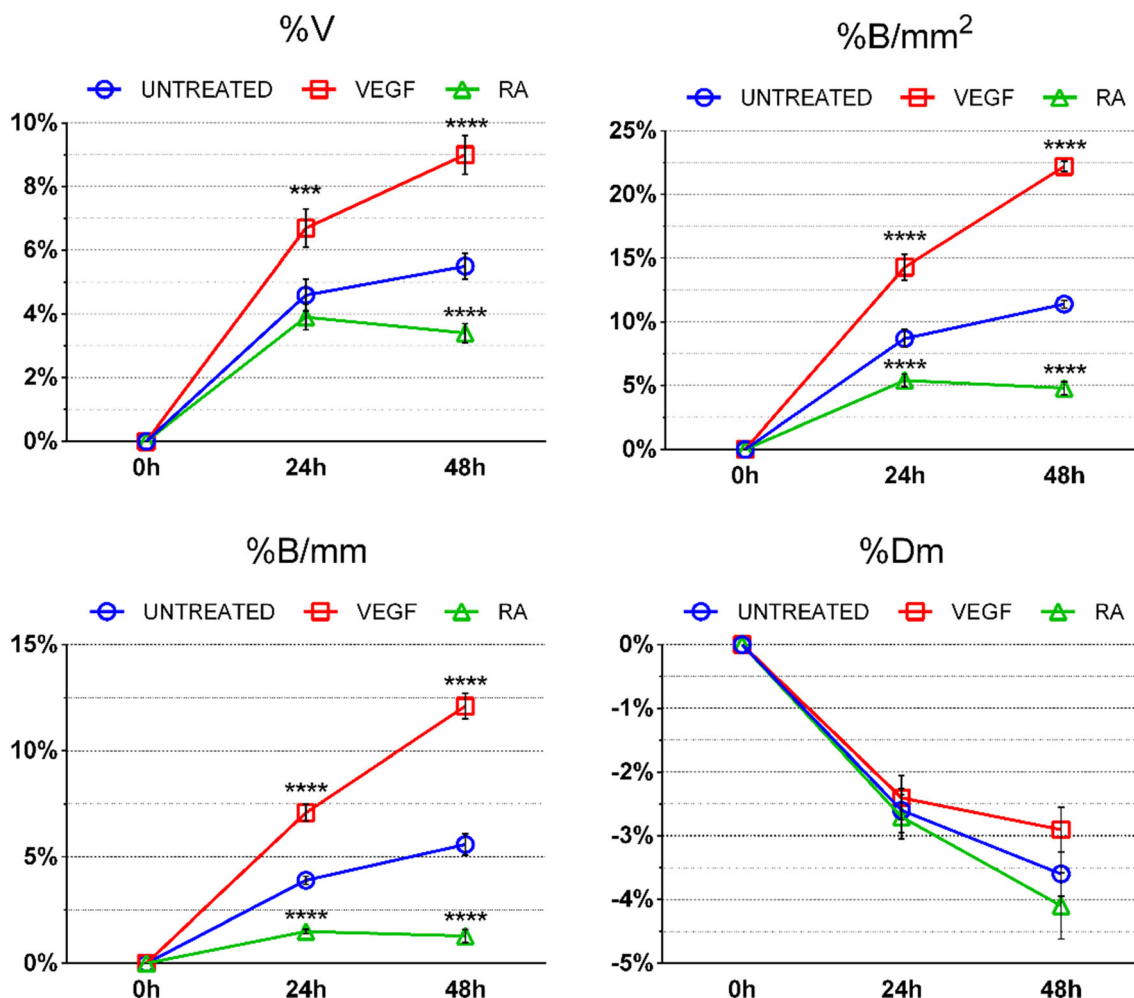 %V
UNTREATED VEGF RA
10%
8%
6%
4%
2%
0%
***
****
****
0h 24h 48h
%B/mm²
UNTREATED VEGF RA
25%
20%
15%
10%
5%
0%
****
****
****
****
0h 24h 48h
%B/mm
UNTREATED VEGF RA
15%
10%
5%
0%
****
****
****
****
0h 24h 48h
%Dm
UNTREATED VEGF RA
0%
-1%
-2%
-3%
-4%
-5%
0h 24h 48h